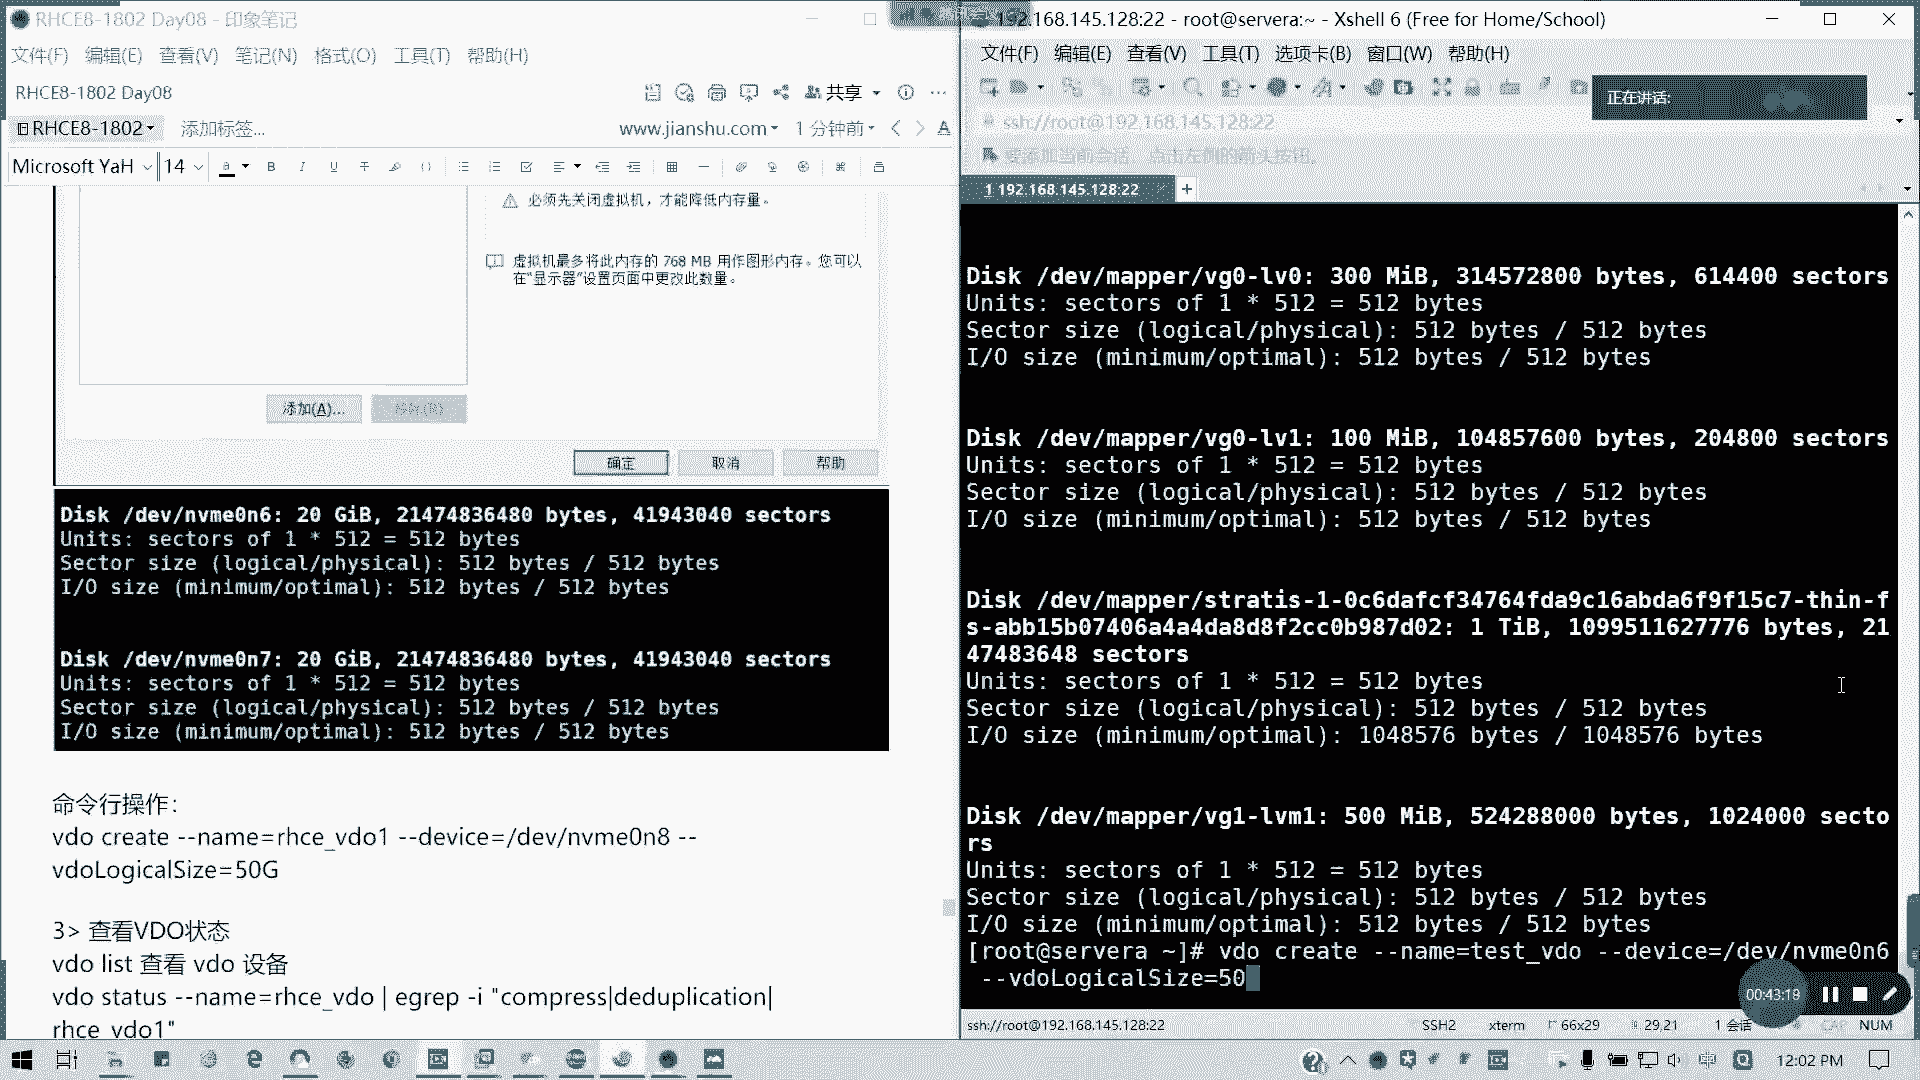 RHCE8-1802 Day08 - 印象笔记
文件(F) 编辑(E) 查看(V) 笔记(N) 格式(O) 工具(T) 帮助(H)
RHCE8-1802 Day08
共享
RHCE8-1802
添加标签...
www.jianshu.com
1 分钟前
Microsoft YaH
14
必须先关闭虚拟机，才能降低内存量。
虚拟机最多将此内存的 768 MB 用作图形内存。您可以
在“显示器”设置页面中更改此数量。
添加(A)...
移除(R)
确定
取消
帮助
Disk /dev/nvme0n6: 20 GiB, 21474836480 bytes, 41943040 sectors
Units: sectors of 1 * 512 = 512 bytes
Sector size (logical/physical): 512 bytes / 512 bytes
I/O size (minimum/optimal): 512 bytes / 512 bytes
Disk /dev/nvme0n7: 20 GiB, 21474836480 bytes, 41943040 sectors
Units: sectors of 1 * 512 = 512 bytes
Sector size (logical/physical): 512 bytes / 512 bytes
I/O size (minimum/optimal): 512 bytes / 512 bytes
命令行操作：
vdo create --name=rhce_vdo1 --device=/dev/nvme0n8 --
vdoLogicalSize=50G
3> 查看VDO状态
vdo list 查看 vdo 设备
vdo status --name=rhce_vdo | egrep -i "compress|deduplication|
rhce_vdo1"
192.168.145.128:22 - root@servera:~ - Xshell 6 (Free for Home/School)
文件(F) 编辑(E) 查看(V) 工具(T) 选项卡(B) 窗口(W) 帮助(H)
正在讲话:
ssh://root@192.168.145.128:22
要添加当前会话，点击左侧的箭头按钮。
1 192.168.145.128:22
Disk /dev/mapper/vg0-lv0: 300 MiB, 314572800 bytes, 614400 sectors
Units: sectors of 1 * 512 = 512 bytes
Sector size (logical/physical): 512 bytes / 512 bytes
I/O size (minimum/optimal): 512 bytes / 512 bytes
Disk /dev/mapper/vg0-lv1: 100 MiB, 104857600 bytes, 204800 sectors
Units: sectors of 1 * 512 = 512 bytes
Sector size (logical/physical): 512 bytes / 512 bytes
I/O size (minimum/optimal): 512 bytes / 512 bytes
Disk /dev/mapper/stratis-1-0c6dafcf34764fda9c16abda6f9f15c7-thin-f
s-abb15b07406a4a4da8d8f2cc0b987d02: 1 TiB, 1099511627776 bytes, 21
47483648 sectors
Units: sectors of 1 * 512 = 512 bytes
Sector size (logical/physical): 512 bytes / 512 bytes
I/O size (minimum/optimal): 1048576 bytes / 1048576 bytes
Disk /dev/mapper/vg1-lvm1: 500 MiB, 524288000 bytes, 1024000 secto
rs
Units: sectors of 1 * 512 = 512 bytes
Sector size (logical/physical): 512 bytes / 512 bytes
I/O size (minimum/optimal): 512 bytes / 512 bytes
[root@servera ~]# vdo create --name=test_vdo --device=/dev/nvme0n6
--vdoLogicalSize=50
00:43:19
ssh://root@192.168.145.128:22
SSH2
xterm
66x29
29,21
1 会话
CAP
NUM
中
12:02 PM